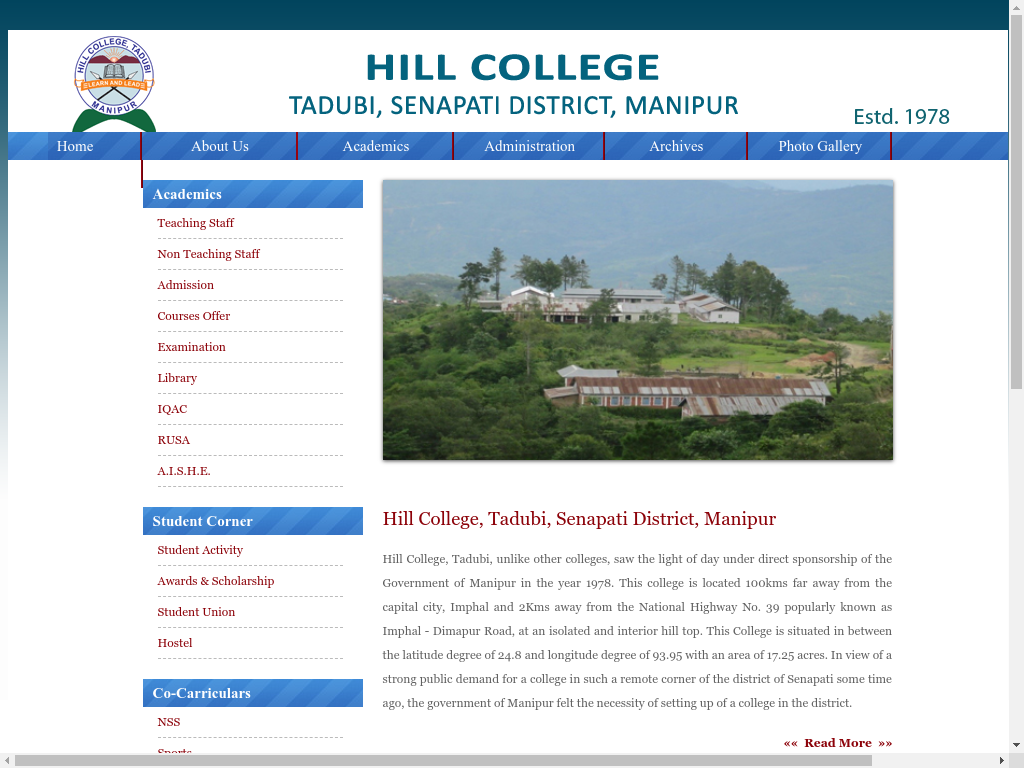 HILL COLLEGE, TADUBI
LEARN AND LEAD
MANIPUR
HILL COLLEGE
TADUBI, SENAPATI DISTRICT, MANIPUR
Estd. 1978
Home About Us Academics Administration Archives Photo Gallery
Academics
Teaching Staff
Non Teaching Staff
Admission
Courses Offer
Examination
Library
IQAC
RUSA
A.I.S.H.E.
Student Corner
Student Activity
Awards & Scholarship
Student Union
Hostel
Co-Carriculars
NSS
Sports
Hill College, Tadubi, Senapati District, Manipur
Hill College, Tadubi, unlike other colleges, saw the light of day under direct sponsorship of the
Government of Manipur in the year 1978. This college is located 100kms far away from the
capital city, Imphal and 2Kms away from the National Highway No. 39 popularly known as
Imphal - Dimapur Road, at an isolated and interior hill top. This College is situated in between
the latitude degree of 24.8 and longitude degree of 93.95 with an area of 17.25 acres. In view of a
strong public demand for a college in such a remote corner of the district of Senapati some time
ago, the government of Manipur felt the necessity of setting up of a college in the district.
«« Read More »»